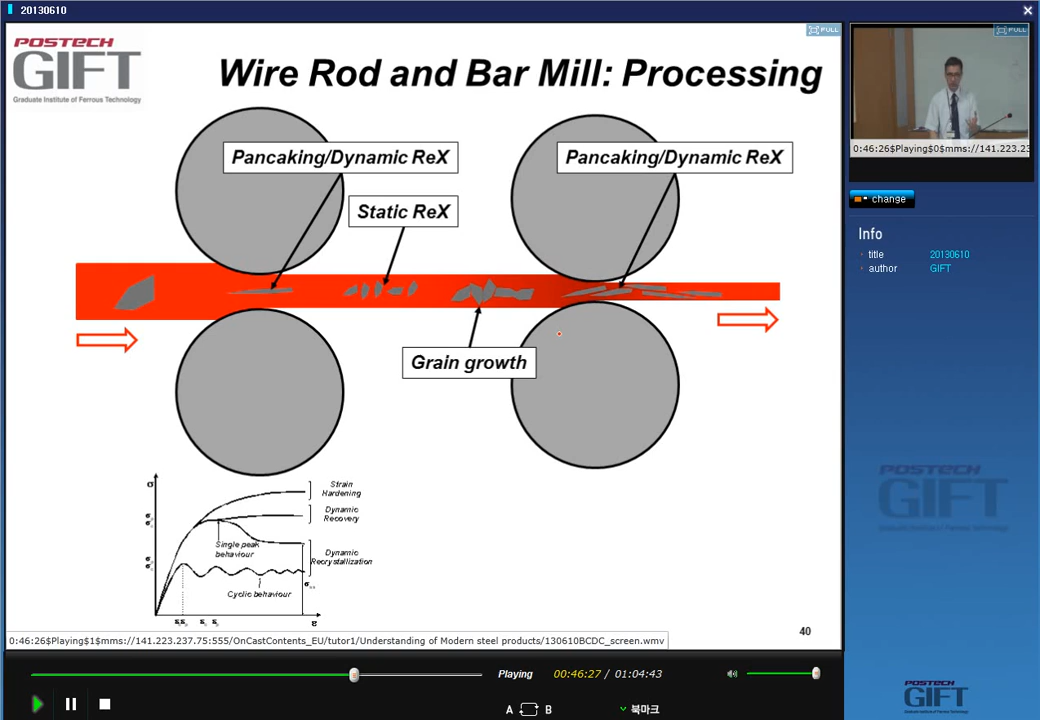 20130610
POSTECH
GIFT
Graduate Institute of Ferrous Technology
Wire Rod and Bar Mill: Processing
FULL
FULL
Pancaking/Dynamic ReX
Pancaking/Dynamic ReX
Static ReX
Grain growth
0:46:26$Playing$0$mms://141.223.23
change
Info
title 20130610
author GIFT
σ
Strain
Hardening
Dynamic
Recovery
Single peak
behaviour
Dynamic
Recrystallization
Cyclic behaviour
ε
40
0:46:26$Playing$1$mms://141.223.237.75:555/OnCastContents_EU/tutor1/Understanding of Modern steel products/130610BCDC_screen.wmv
POSTECH
GIFT
Playing 00:46:27 / 01:04:43
A B 북마크
POSTECH
GIFT